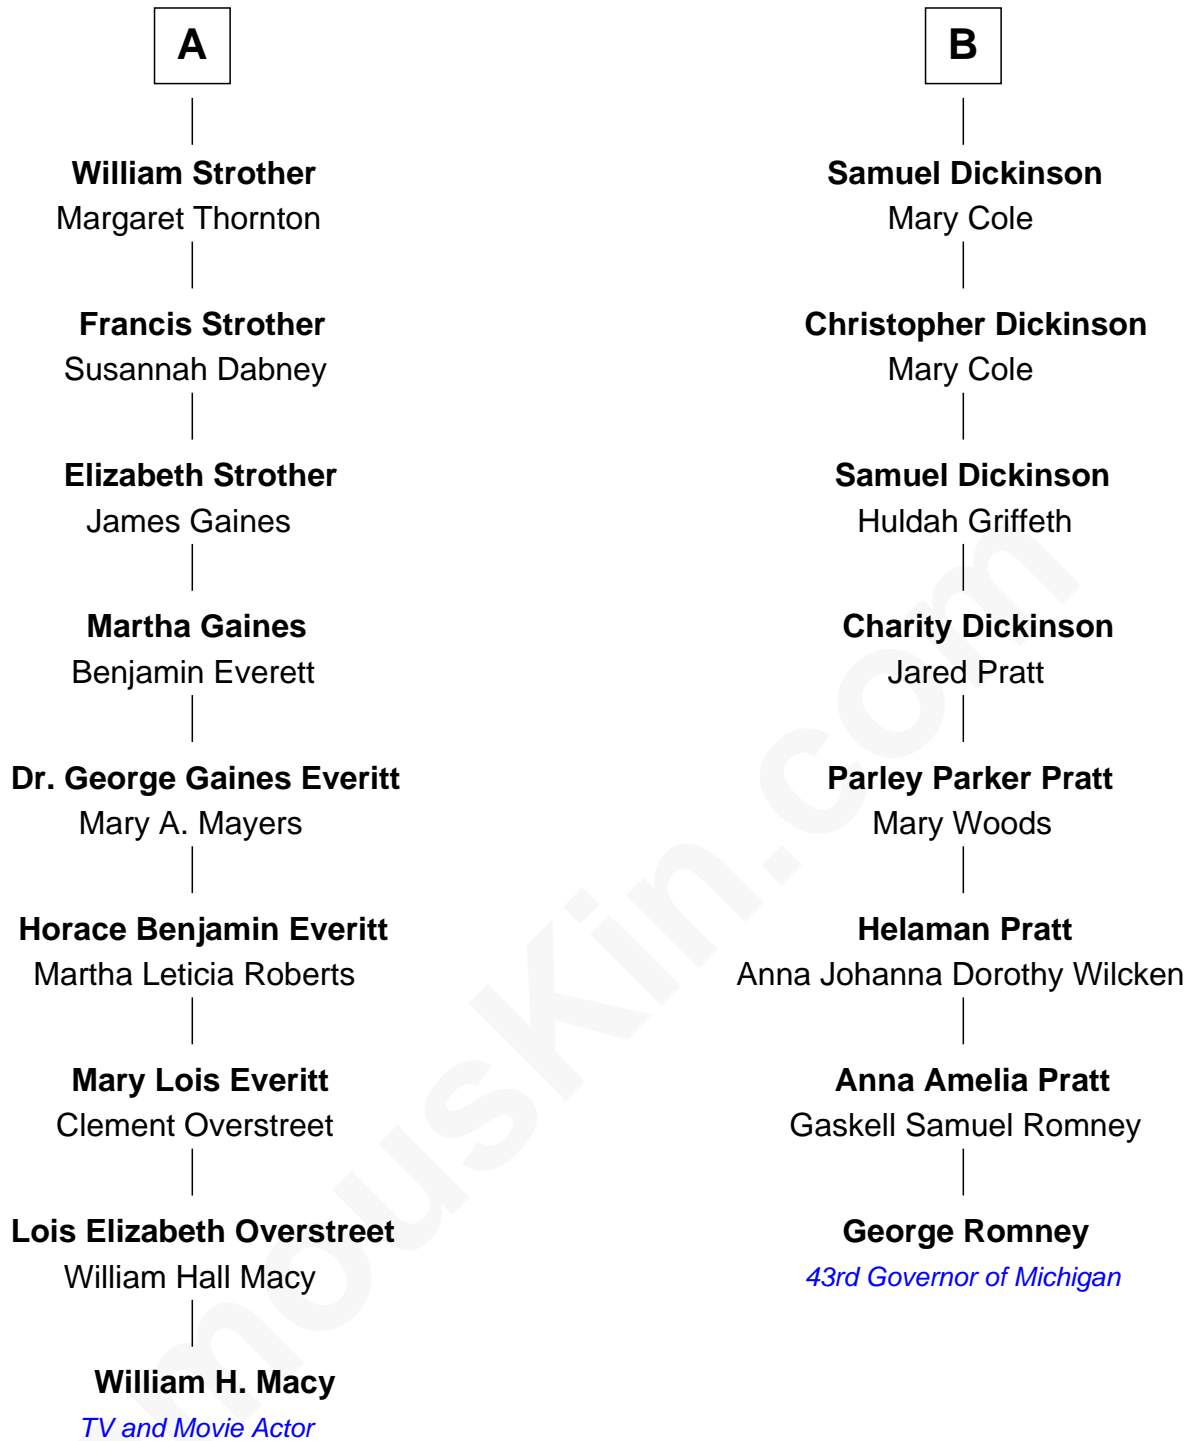 A
William Strother
Margaret Thornton
Francis Strother
Susannah Dabney
Elizabeth Strother
James Gaines
Martha Gaines
Benjamin Everett
Dr. George Gaines Everitt
Mary A. Mayers
Horace Benjamin Everitt
Martha Leticia Roberts
Mary Lois Everitt
Clement Overstreet
Lois Elizabeth Overstreet
William Hall Macy
William H. Macy
TV and Movie Actor
B
Samuel Dickinson
Mary Cole
Christopher Dickinson
Mary Cole
Samuel Dickinson
Huldah Griffeth
Charity Dickinson
Jared Pratt
Parley Parker Pratt
Mary Woods
Helaman Pratt
Anna Johanna Dorothy Wilcken
Anna Amelia Pratt
Gaskell Samuel Romney
George Romney
43rd Governor of Michigan
mouskin.com